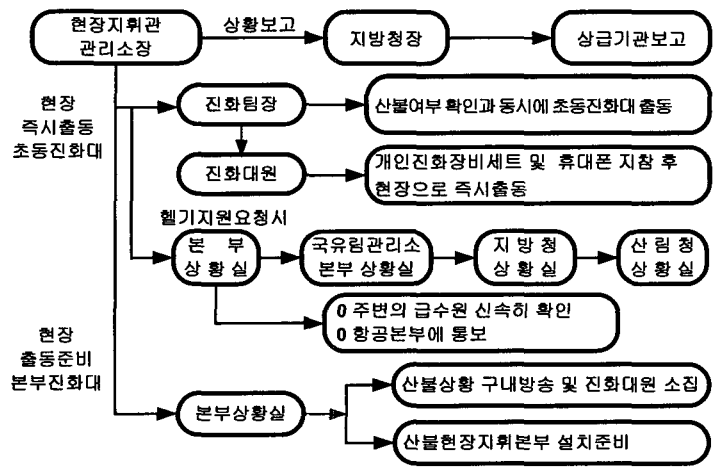 현장지휘관
관리소장
상황보고
지방청장
상급기관보고
현장
즉시출동
초동진화대
진화팀장
산불여부 확인과 동시에 초동진화대 출동
진화대원
개인진화장비세트 및 휴대폰 지참 후
현장으로 즉시출동
헬기지원요청시
본 부
상황실
국유림관리소
본부 상황실
지방청
상황실
산림청
상황실
0 주변의 급수원 신속히 확인
0 항공본부에 통보
현장
출동준비
본부진화대
본부상황실
산불상황 구내방송 및 진화대원 소집
산불현장지휘본부 설치준비